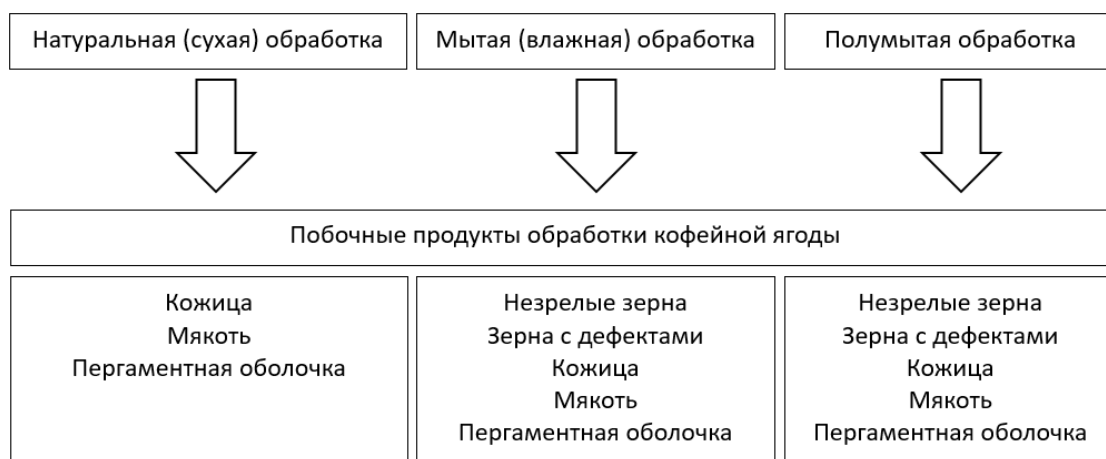 Натуральная (сухая) обработка
Мытая (влажная) обработка
Полумытая обработка
Побочные продукты обработки кофейной ягоды
Кожица
Мякоть
Пергаментная оболочка
Незрелые зерна
Зерна с дефектами
Кожица
Мякоть
Пергаментная оболочка
Незрелые зерна
Зерна с дефектами
Кожица
Мякоть
Пергаментная оболочка